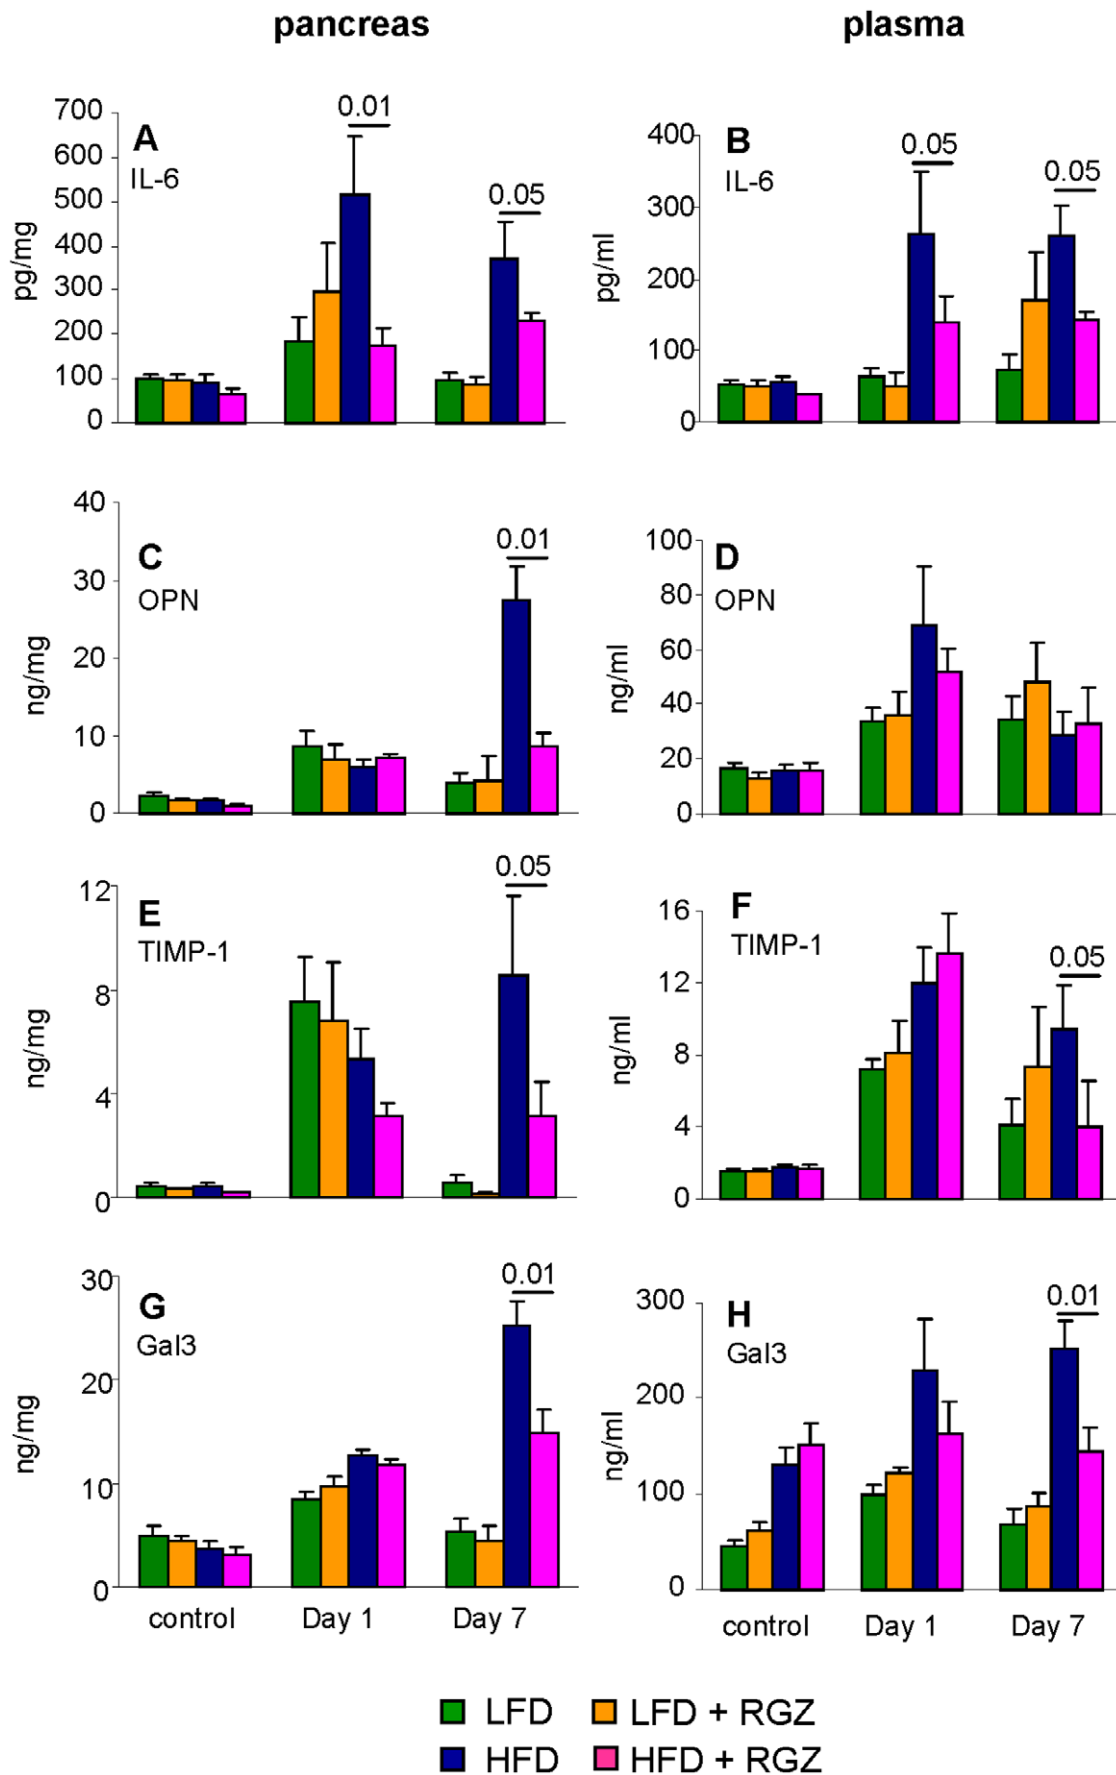 pancreas plasma
700
600
500
400
300
200
100
0
pg/mg
A
IL-6
0.01
0.05
400
300
200
100
0
pg/ml
B
IL-6
0.05
0.05
40
30
20
10
0
ng/mg
C
OPN
0.01
100
80
60
40
20
0
ng/ml
D
OPN
12
8
4
0
ng/mg
E
TIMP-1
0.05
16
12
8
4
0
ng/ml
F
TIMP-1
0.05
30
20
10
0
ng/mg
G
Gal3
0.01
control Day 1 Day 7
300
200
100
0
ng/ml
H
Gal3
0.01
control Day 1 Day 7
LFD LFD + RGZ
HFD HFD + RGZ